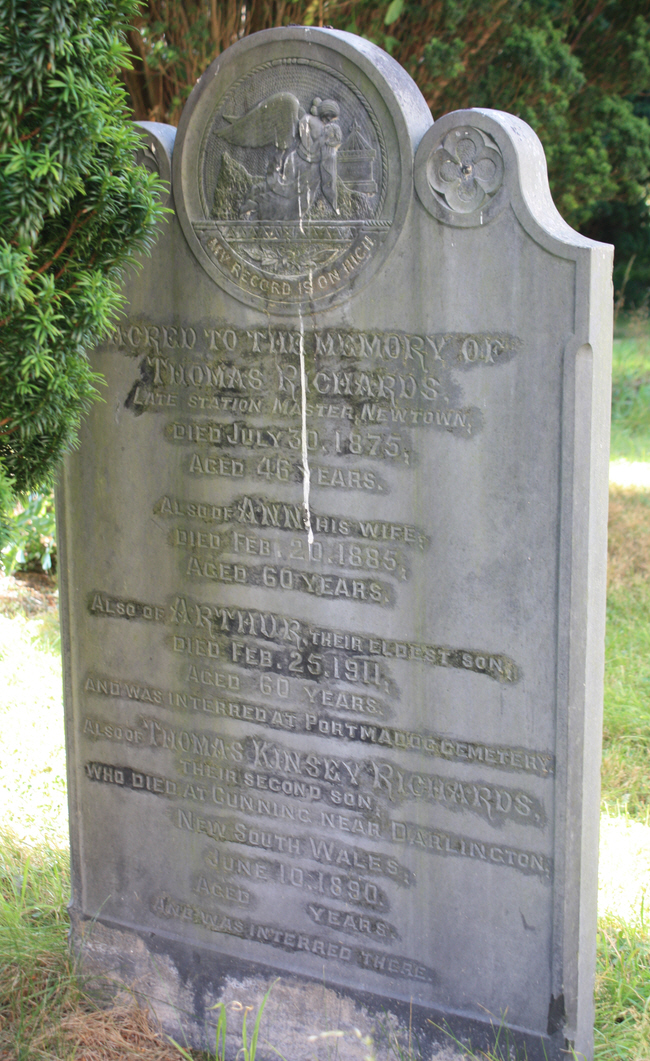 MY RECORD IS ON HIGH
SACRED TO THE MEMORY OF
THOMAS RICHARDS,
LATE STATION MASTER, NEWTOWN,
DIED JULY 30, 1875,
AGED 46 YEARS.
ALSO OF ANN, HIS WIFE;
DIED FEB. 20. 1885;
AGED 60 YEARS.
ALSO OF ARTHUR, THEIR ELDEST SON;
DIED FEB. 25. 1911,
AGED 60 YEARS.
AND WAS INTERRED AT PORTMADOC CEMETERY.
ALSO OF THOMAS KINSEY RICHARDS,
THEIR SECOND SON;
WHO DIED AT GUNNING NEAR DARLINGTON,
NEW SOUTH WALES;
JUNE 10. 1890.
AGED YEARS.
AND WAS INTERRED THERE.